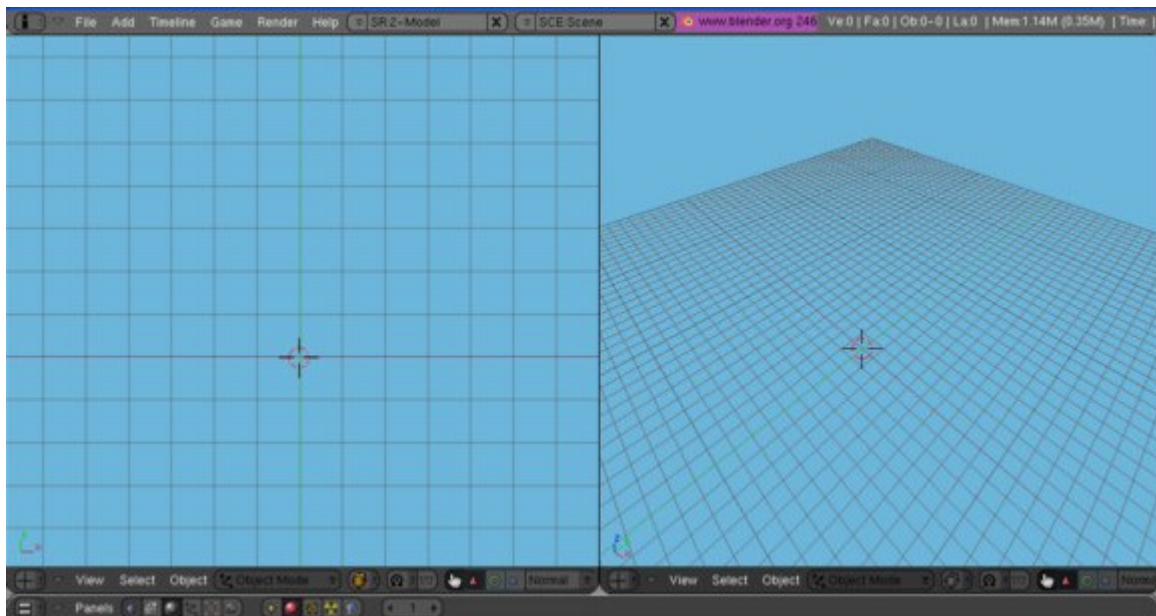 File Add Timeline Game Render Help SR:2-Model X SCE:Scene X www.blender.org 246 Ve:0 | Fa:0 | Ob:0-0 | La:0 | Mem:1.14M (0.35M) | Time: |
View Select Object Object Mode Normal
View Select Object Object Mode Norma
Panels 1